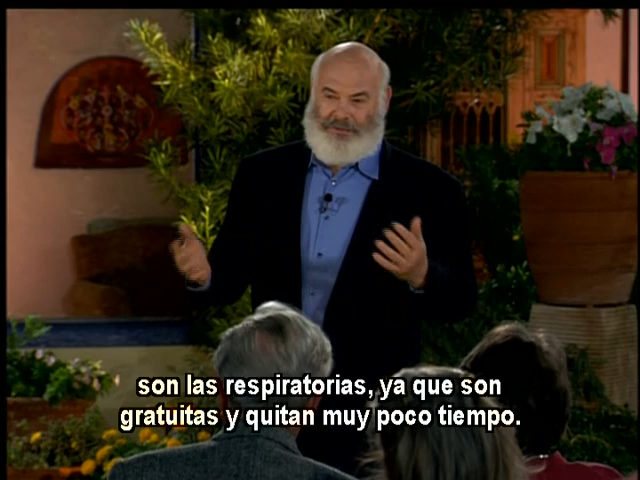 son las respiratorias, ya que son
gratuitas y quitan muy poco tiempo.